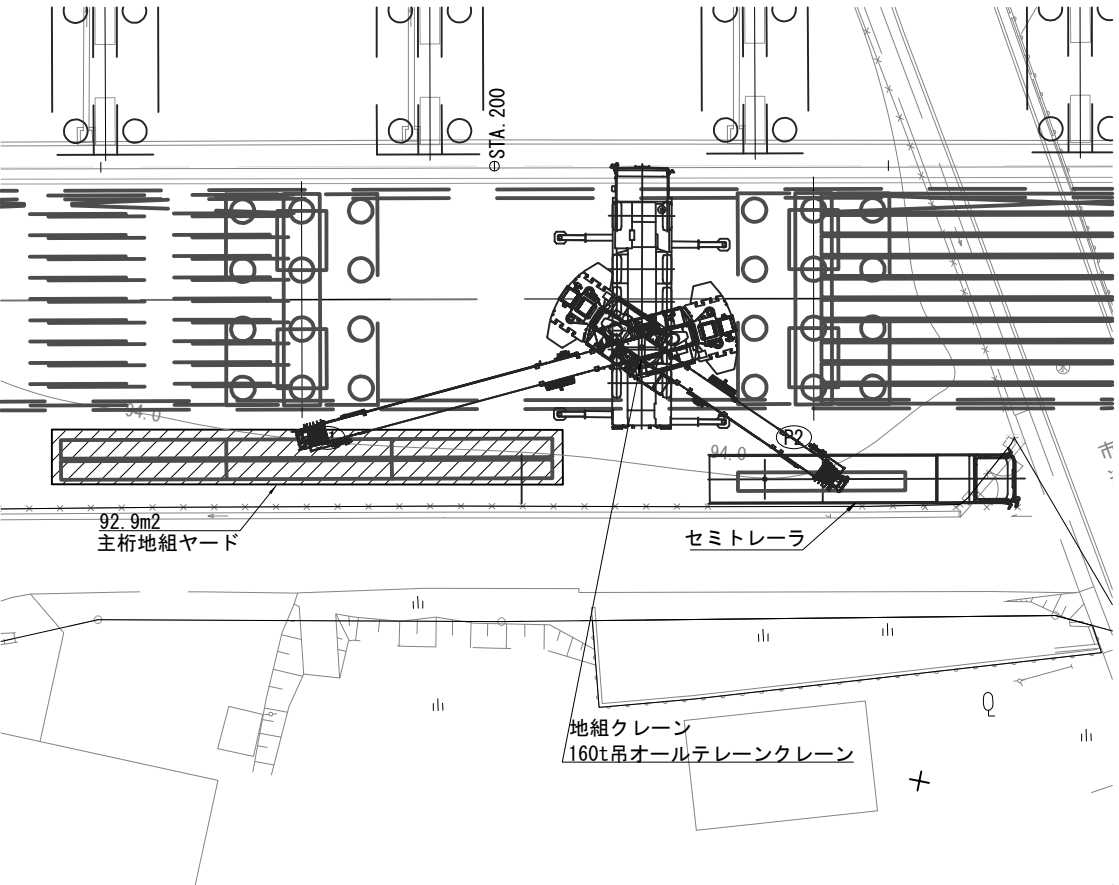 STA.200
94.0
P2
94.0
市
92.9m2
主桁地組ヤード
セミトレーラ
地組クレーン
160t吊オールテレーンクレーン